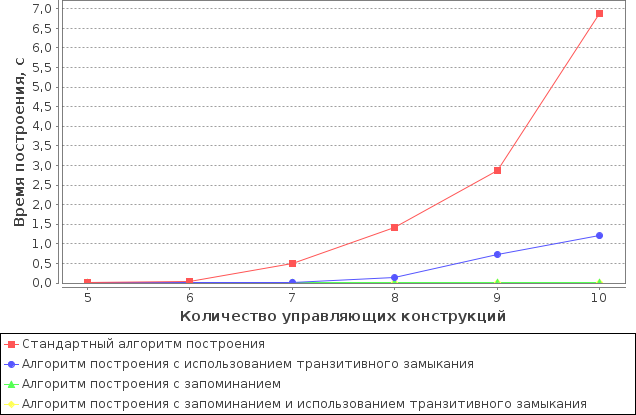 7,0
6,5
6,0
5,5
5,0
4,5
4,0
3,5
3,0
2,5
2,0
1,5
1,0
0,5
0,0
Время построения, с
5 6 7 8 9 10
Количество управляющих конструкций
Стандартный алгоритм построения
Алгоритм построения с использованием транзитивного замыкания
Алгоритм построения с запоминанием
Алгоритм построения с запоминанием и использованием транзитивного замыкания